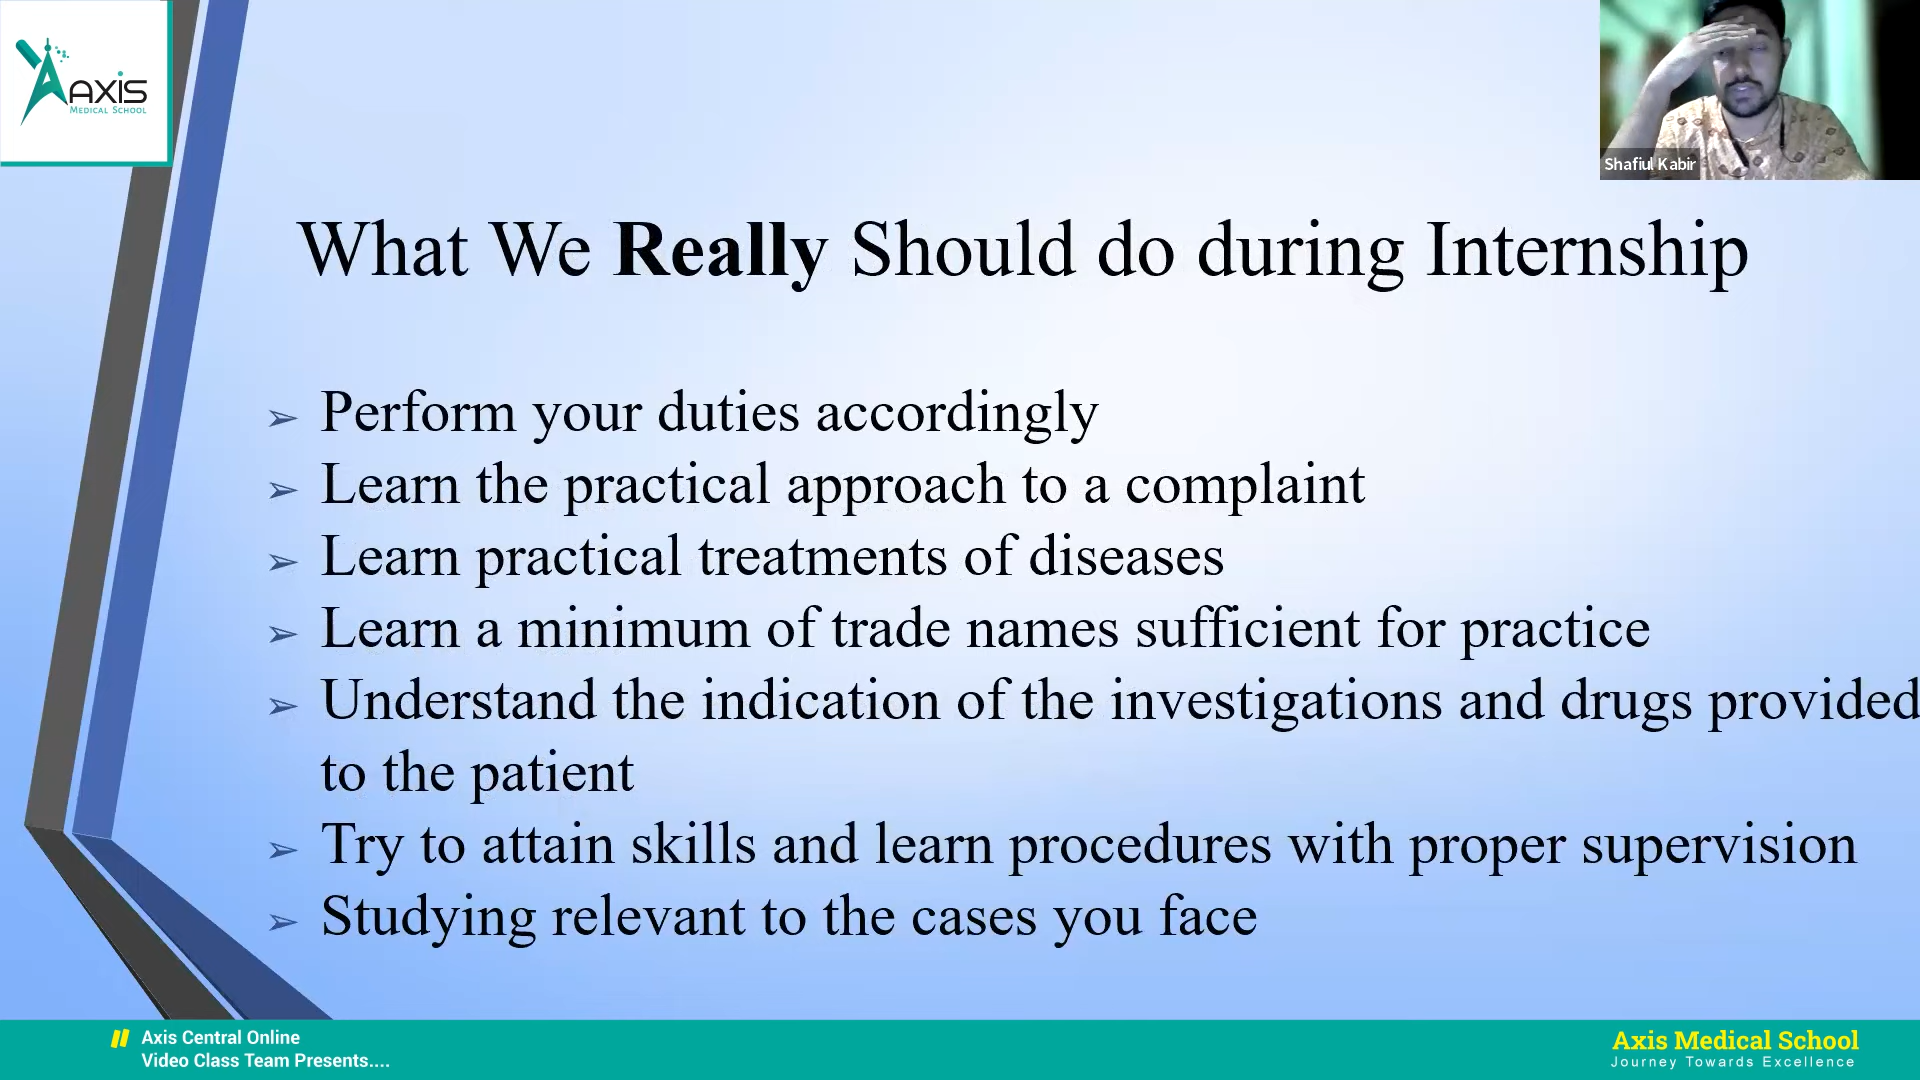 AXIS
MEDICAL SCHOOL
Shafiul Kabir
What We Really Should do during Internship
➢ Perform your duties accordingly
➢ Learn the practical approach to a complaint
➢ Learn practical treatments of diseases
➢ Learn a minimum of trade names sufficient for practice
➢ Understand the indication of the investigations and drugs provided
to the patient
➢ Try to attain skills and learn procedures with proper supervision
➢ Studying relevant to the cases you face
Axis Central Online
Video Class Team Presents....
Axis Medical School
Journey Towards Excellence